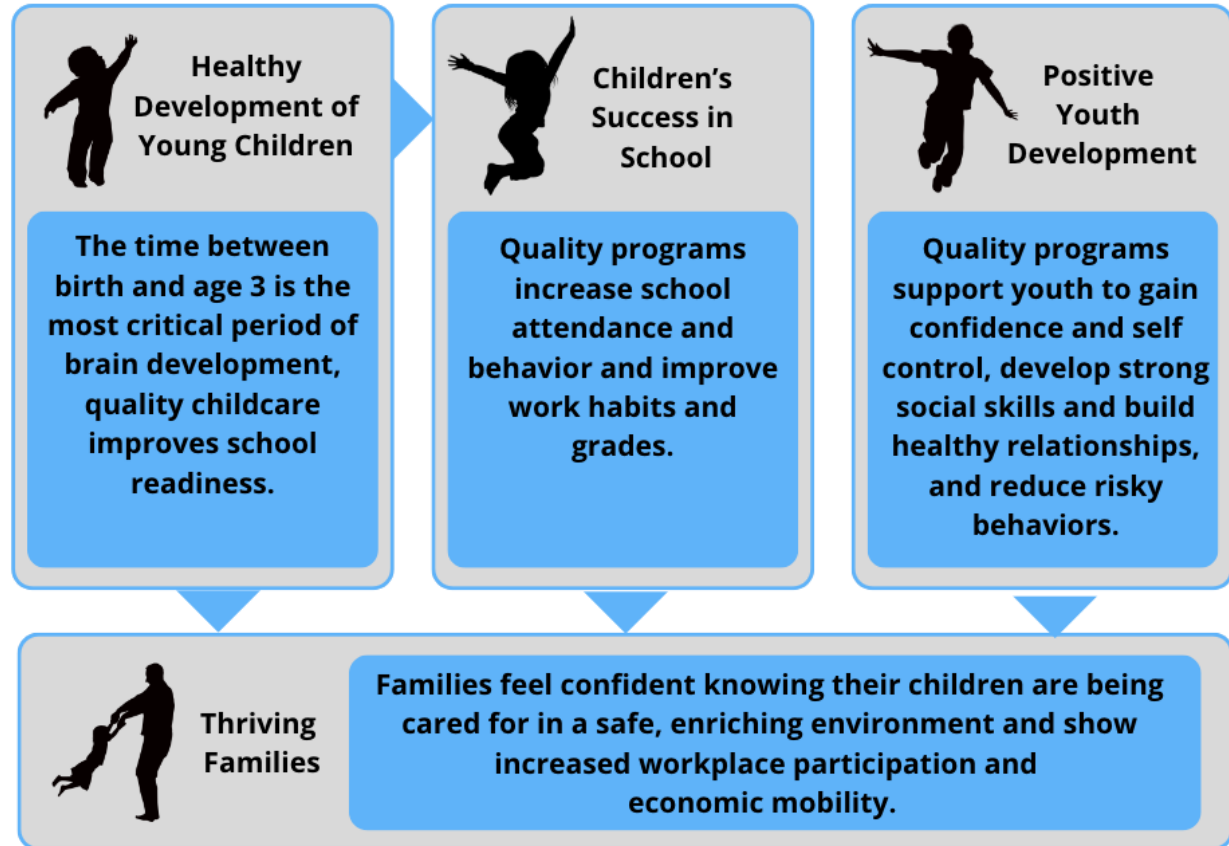 Healthy
Development of
Young Children
The time between
birth and age 3 is the
most critical period of
brain development,
quality childcare
improves school
readiness.
Children’s
Success in
School
Quality programs
increase school
attendance and
behavior and improve
work habits and
grades.
Positive
Youth
Development
Quality programs
support youth to gain
confidence and self
control, develop strong
social skills and build
healthy relationships,
and reduce risky
behaviors.
Thriving
Families
Families feel confident knowing their children are being
cared for in a safe, enriching environment and show
increased workplace participation and
economic mobility.